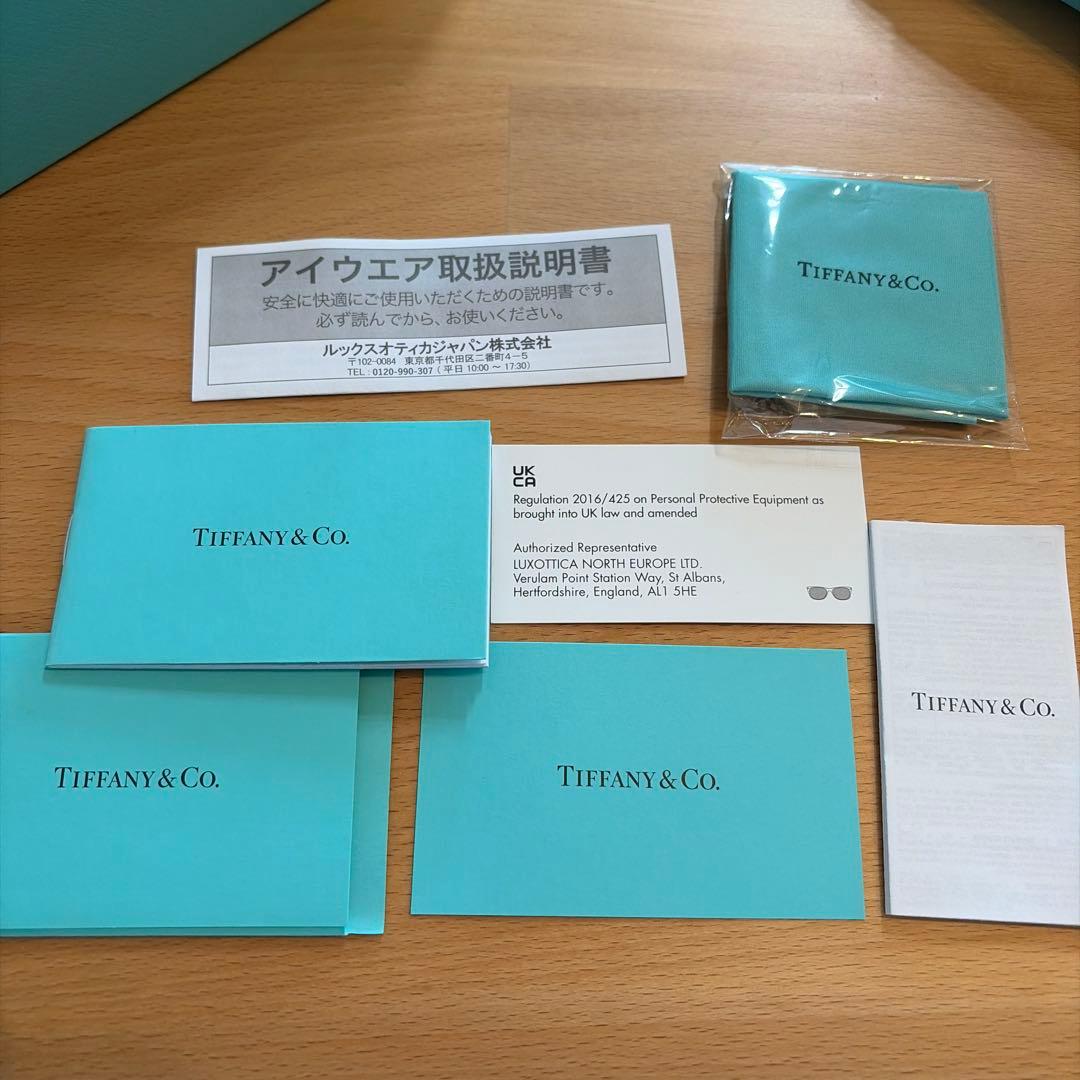 アイウエア取扱説明書
安全に快適にご使用いただくための説明書です。
必ず読んでから、お使いください。
ルックスオティカジャパン株式会社
〒102-0084 東京都千代田区二番町4-5
TEL : 0120-990-307 ( 平日 10:00 ~ 17:30)
TIFFANY & CO.
TIFFANY & CO.
UK
CA
Regulation 2016/425 on Personal Protective Equipment as
brought into UK law and amended
Authorized Representative
LUXOTTICA NORTH EUROPE LTD.
Verulam Point Station Way, St Albans,
Hertfordshire, England, AL1 5HE
TIFFANY & CO.
TIFFANY & CO.
TIFFANY & CO.